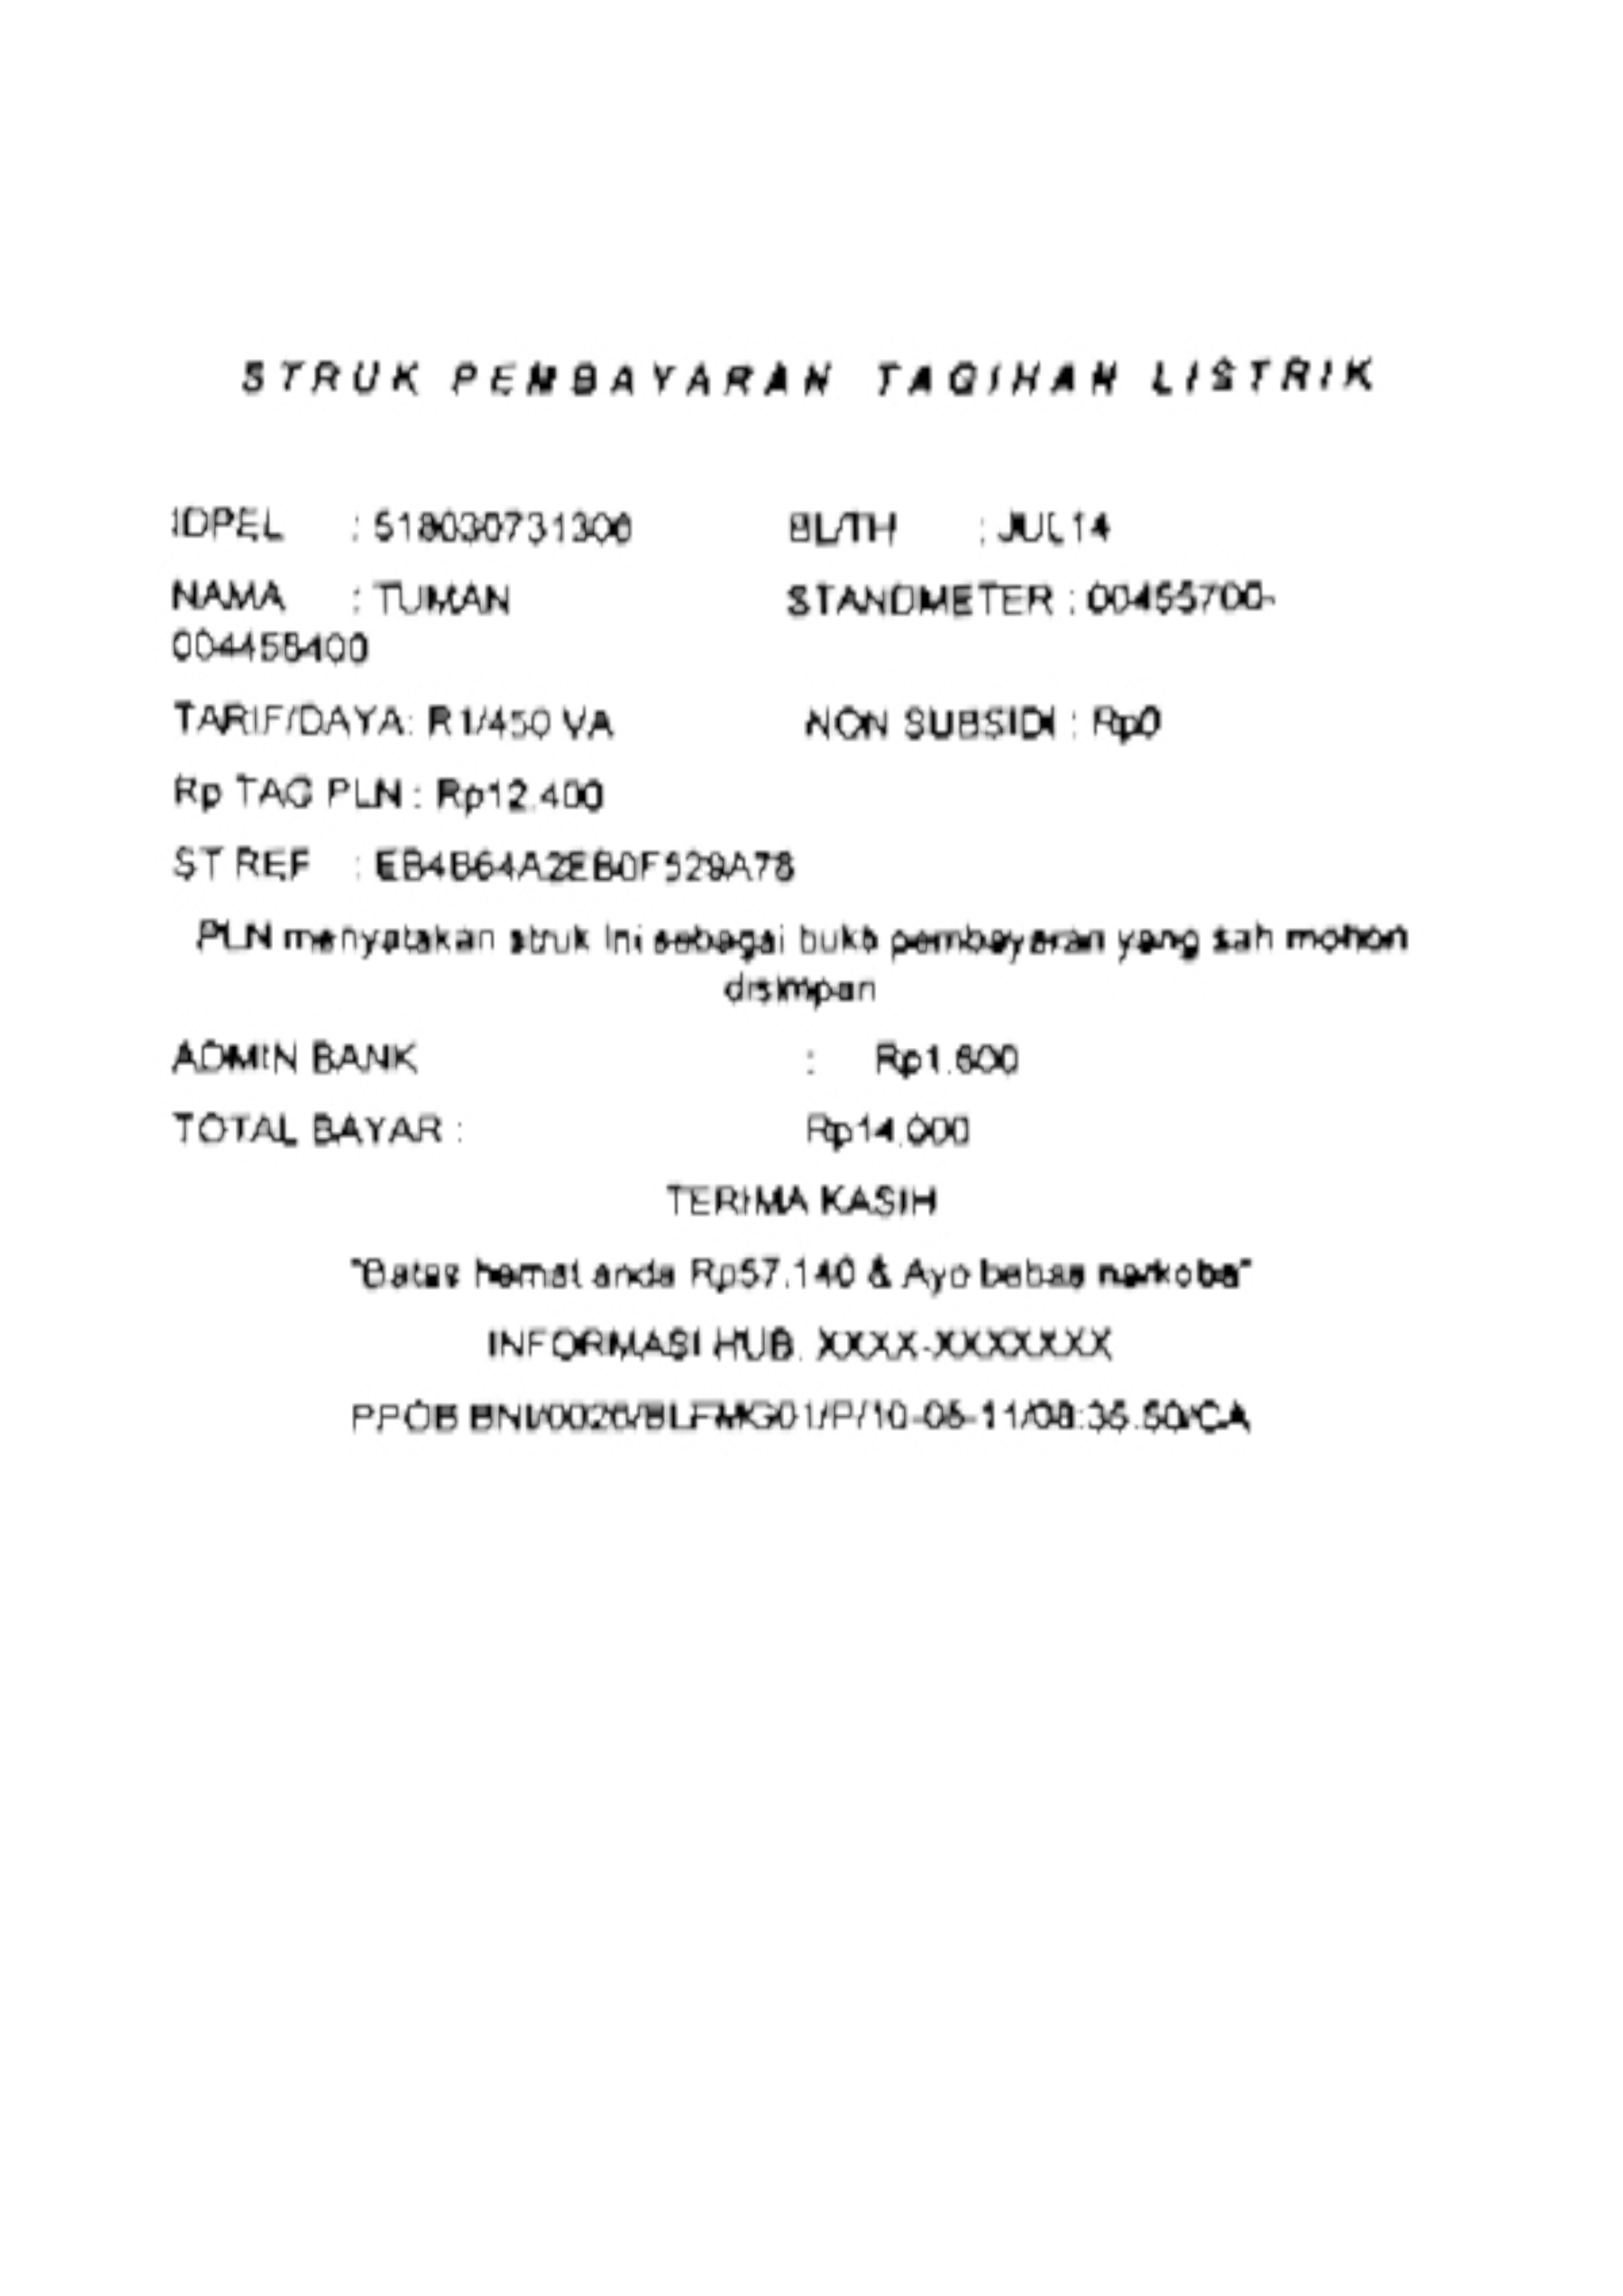 STRUK PEMBAYARAN TAGIHAN LISTRIK
IDPEL : 518030731300 BL/TH : JUL14
NAMA : TUMAN STANDMETER : 00455700-
004458400
TARIF/DAYA: R1/450 VA NON SUBSIDI : Rp0
Rp TAG PLN : Rp12.400
ST REF : EB4B64A2EB0F529A78
PLN menyatakan struk Ini sebagai bukti pembayaran yang sah mohon
disimpan
ADMIN BANK : Rp1.600
TOTAL BAYAR : Rp14.000
TERIMA KASIH
"Batas hemat anda Rp57.140 & Ayo bebas narkoba"
INFORMASI HUB. XXXX-XXXXXXX
PPOB BNI/0026/BLFMG01/P/10-05-11/08:35.50/CA